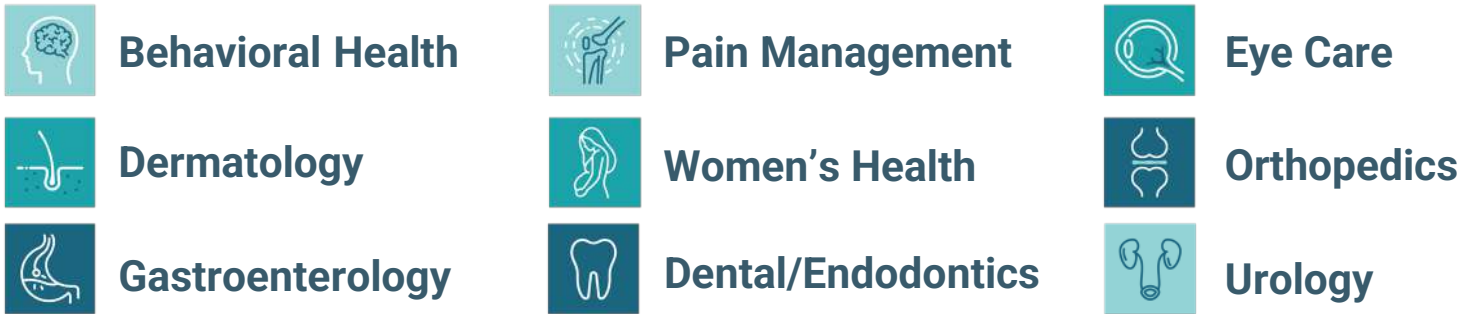 Behavioral Health
Pain Management
Eye Care
Dermatology
Women’s Health
Orthopedics
Gastroenterology
Dental/Endodontics
Urology